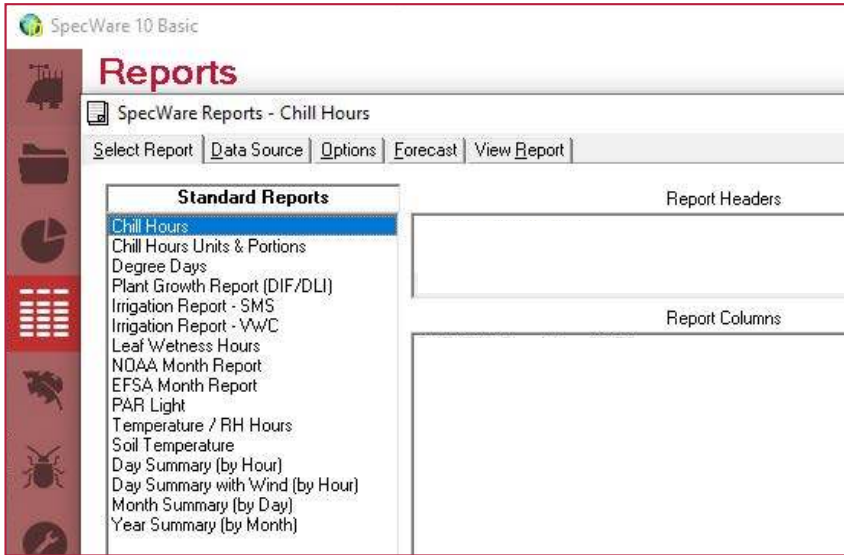 SpecWare 10 Basic
Reports
SpecWare Reports - Chill Hours
Select Report Data Source Options Forecast View Report
Standard Reports
Chill Hours
Chill Hours Units & Portions
Degree Days
Plant Growth Report (DIF/DLI)
Irrigation Report - SMS
Irrigation Report - VWC
Leaf Wetness Hours
NOAA Month Report
EFSA Month Report
PAR Light
Temperature / RH Hours
Soil Temperature
Day Summary (by Hour)
Day Summary with Wind (by Hour)
Month Summary (by Day)
Year Summary (by Month)
Report Headers
Report Columns